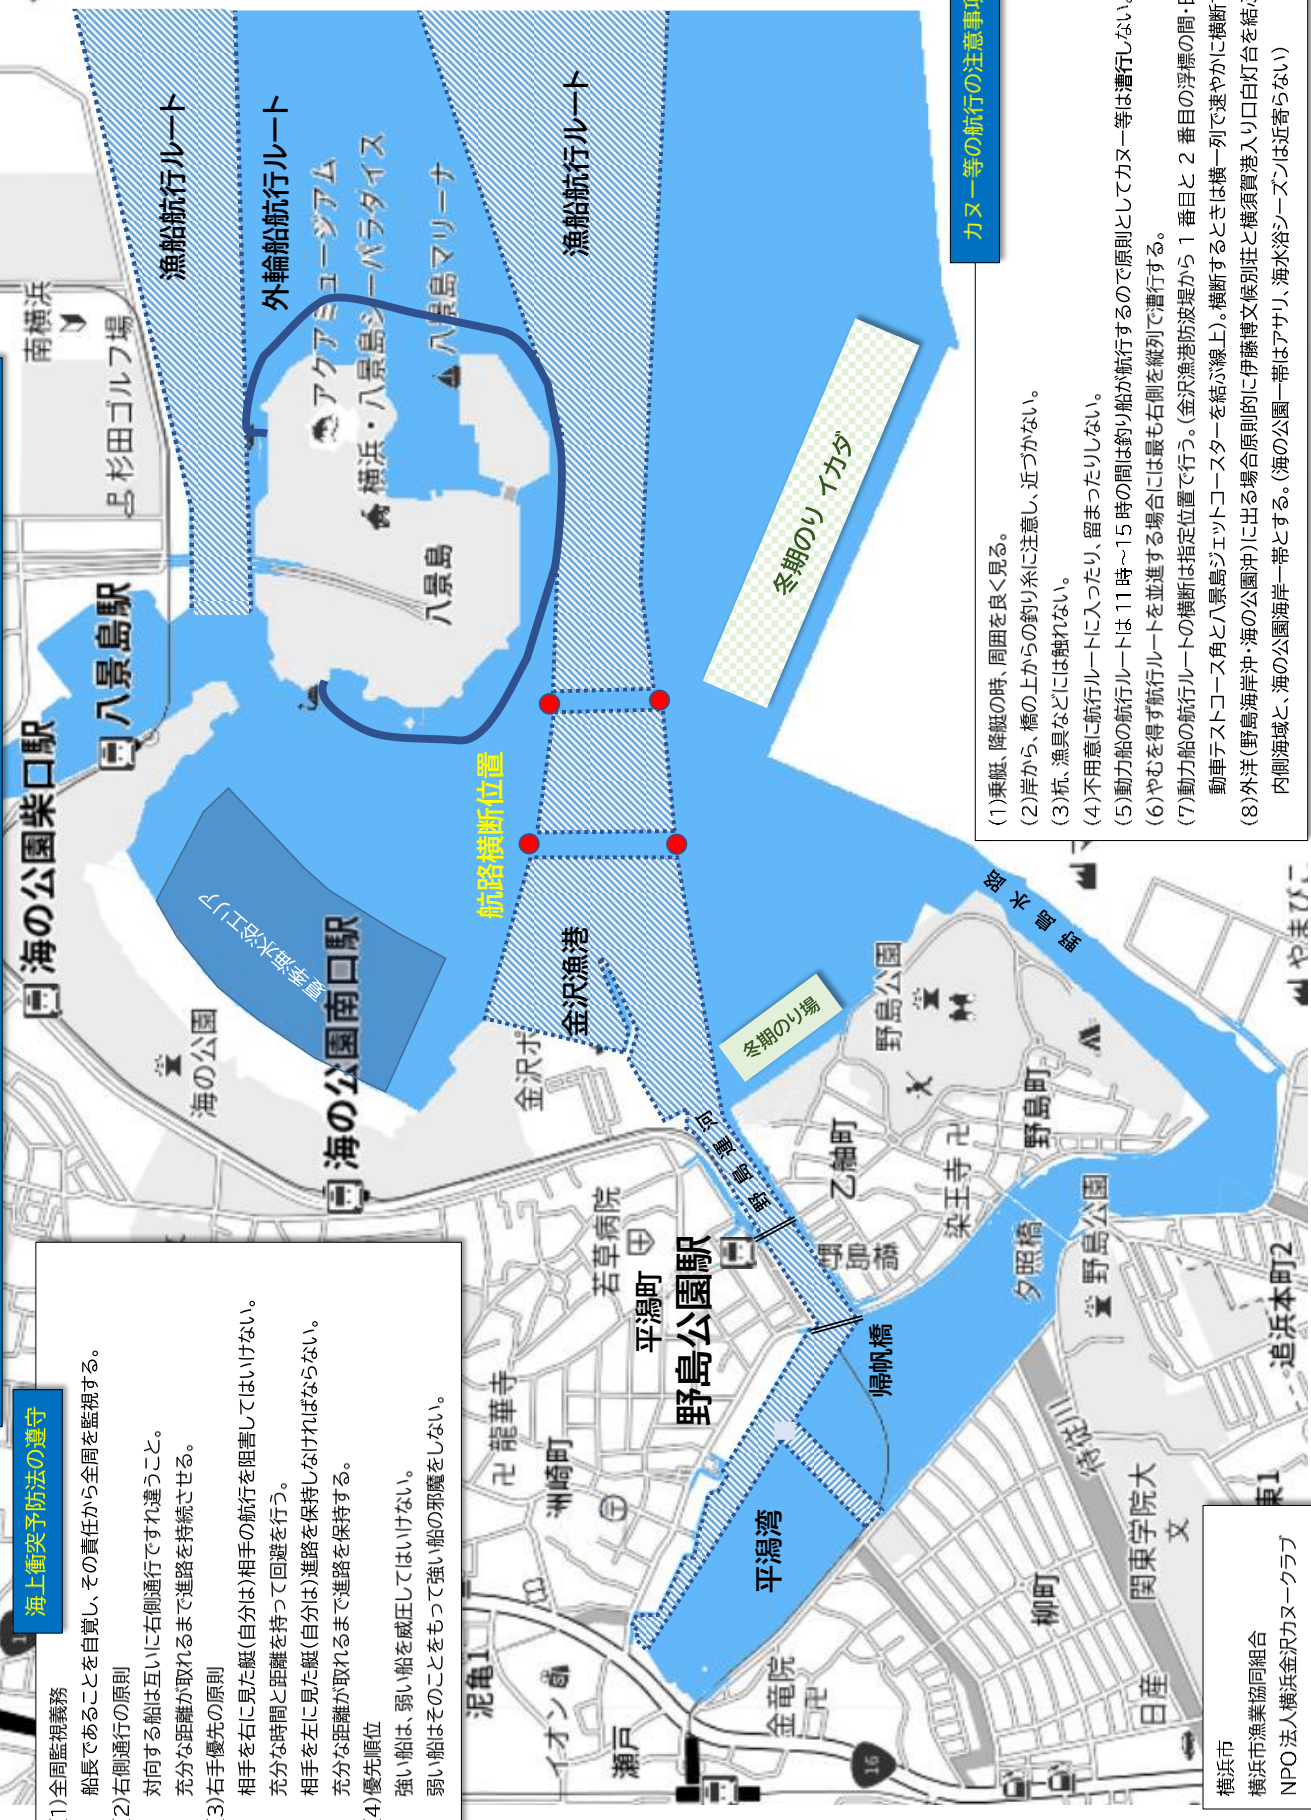 海上衝突予防法の遵守
(1)全周監視義務
船長であることを自覚し、その責任から全周を監視する。
(2)右側通行の原則
対向する船は互いに右側通行ですれ違うこと。
充分な距離が取れるまで進路を持続させる。
(3)右手優先の原則
相手を右に見た艇(自分は)相手の航行を阻害してはいけない。
充分な時間と距離を持って回避を行う。
相手を左に見た艇(自分は)進路を保持しなければならない。
充分な距離が取れるまで進路を保持する。
(4)優先順位
強い船は、弱い船を威圧してはいけない。
弱い船はそのことをもって強い船の邪魔をしない。
海の公園柴口駅
八景島駅
南横浜
杉田ゴルフ場
漁船航行ルート
外輪船航行ルート
アクアミュージアム
横浜・八景島シーパラダイス
八景島マリーナ
八景島
漁船航行ルート
海の公園
夏季海水浴エリア
海の公園南口駅
航路横断位置
金沢漁港
金沢ポ
冬期のり イカダ
冬期のり場
野島公園
野島水路
野島運河
乙舳町
染王寺
野島町
野島橋
夕照橋
野島公園
追浜本町2
若草病院
平潟町
野島公園駅
帰帆橋
龍華寺
洲崎町
平潟湾
侍従川
関東学院大
文
東1
柳町
泥亀1
イオン
瀬戸
金竜院
16
日産
やまびこ
カヌー等の航行の注意事項
(1)乗艇、降艇の時、周囲を良く見る。
(2)岸から、橋の上からの釣り糸に注意し、近づかない。
(3)杭、漁具などには触れない。
(4)不用意に航行ルートに入ったり、留まったりしない。
(5)動力船の航行ルートは11時~15時の間は釣り船が航行するので原則としてカヌー等は漕行しない。
(6)やむを得ず航行ルートを並進する場合には最も右側を縦列で漕行する。
(7)動力船の航行ルートの横断は指定位置で行う。(金沢漁港防波堤から1番目と2番目の浮標の間・日
動車テストコース角と八景島ジェットコースターを結ぶ線上)。横断するときは横一列で速やかに横断
(8)外洋(野島海岸沖・海の公園沖)に出る場合原則的に伊藤博文候別荘と横須賀港入り口白灯台を結ぶ
内側海域と、海の公園海岸一帯とする。(海の公園一帯はアサリ、海水浴シーズンは近寄らない)
横浜市
横浜市漁業協同組合
NPO法人横浜金沢カヌークラブ